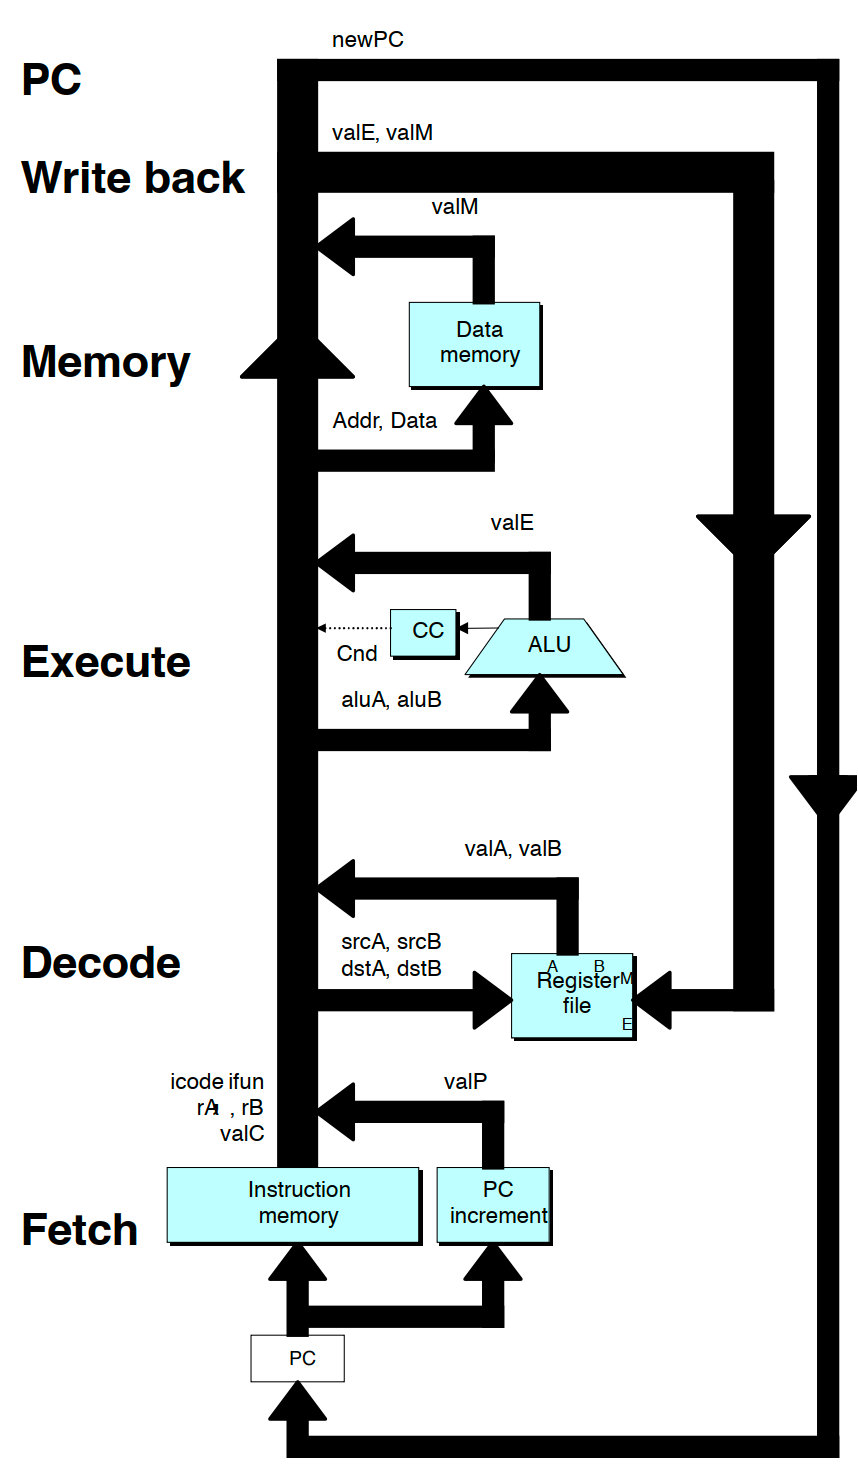 newPC
PC
valE, valM
Write back
valM
Data
memory
Memory
Addr, Data
valE
CC
ALU
Cnd
Execute
aluA, aluB
valA, valB
srcA, srcB
dstA, dstB
Decode
A B
M
Register
file
E
icode ifun
rA , rB
valC
valP
Instruction
memory
PC
increment
Fetch
PC